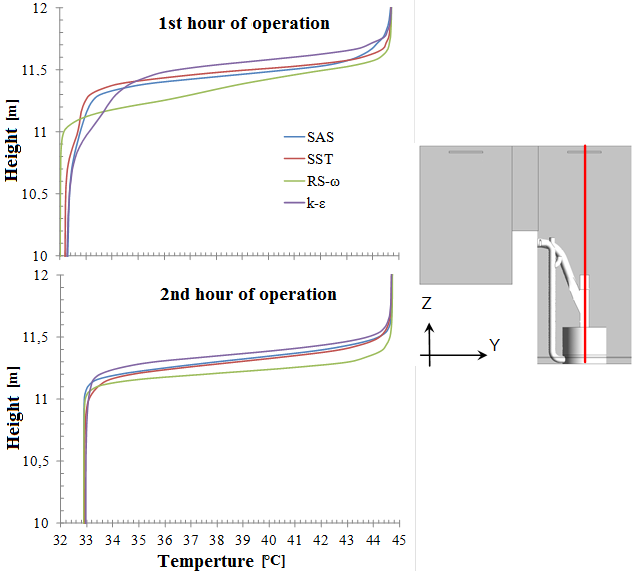 12
1st hour of operation
11.5
Height [m]
11
SAS
SST
RS-ω
k-ε
10.5
10
12
2nd hour of operation
11.5
Height [m]
11
10.5
10
32 33 34 35 36 37 38 39 40 41 42 43 44 45
Temperture [°C]
Z
Y